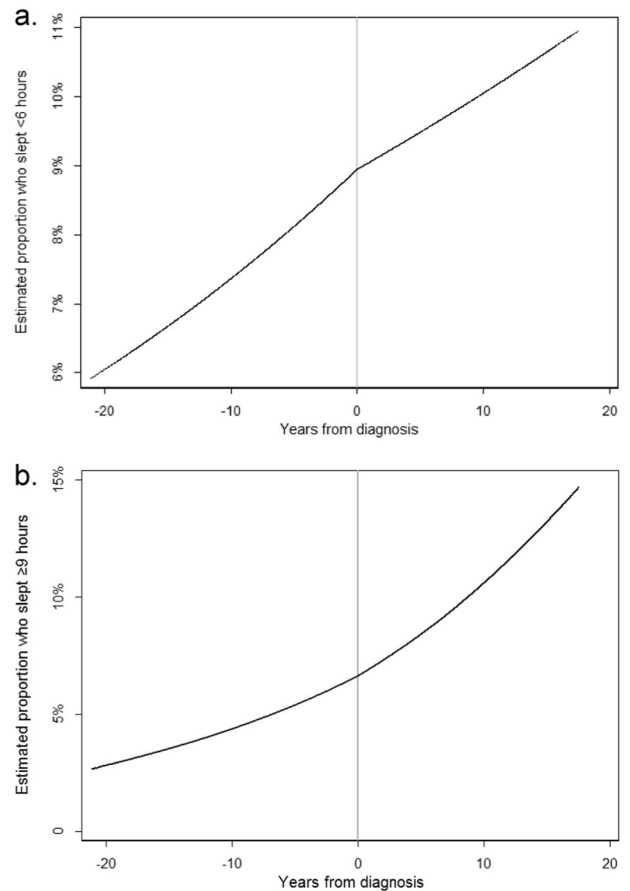 a.
Estimated proportion who slept <6 hours
11%
10%
9%
8%
7%
6%
-20 -10 0 10 20
Years from diagnosis
b.
Estimated proportion who slept ≥9 hours
15%
10%
5%
0
-20 -10 0 10 20
Years from diagnosis